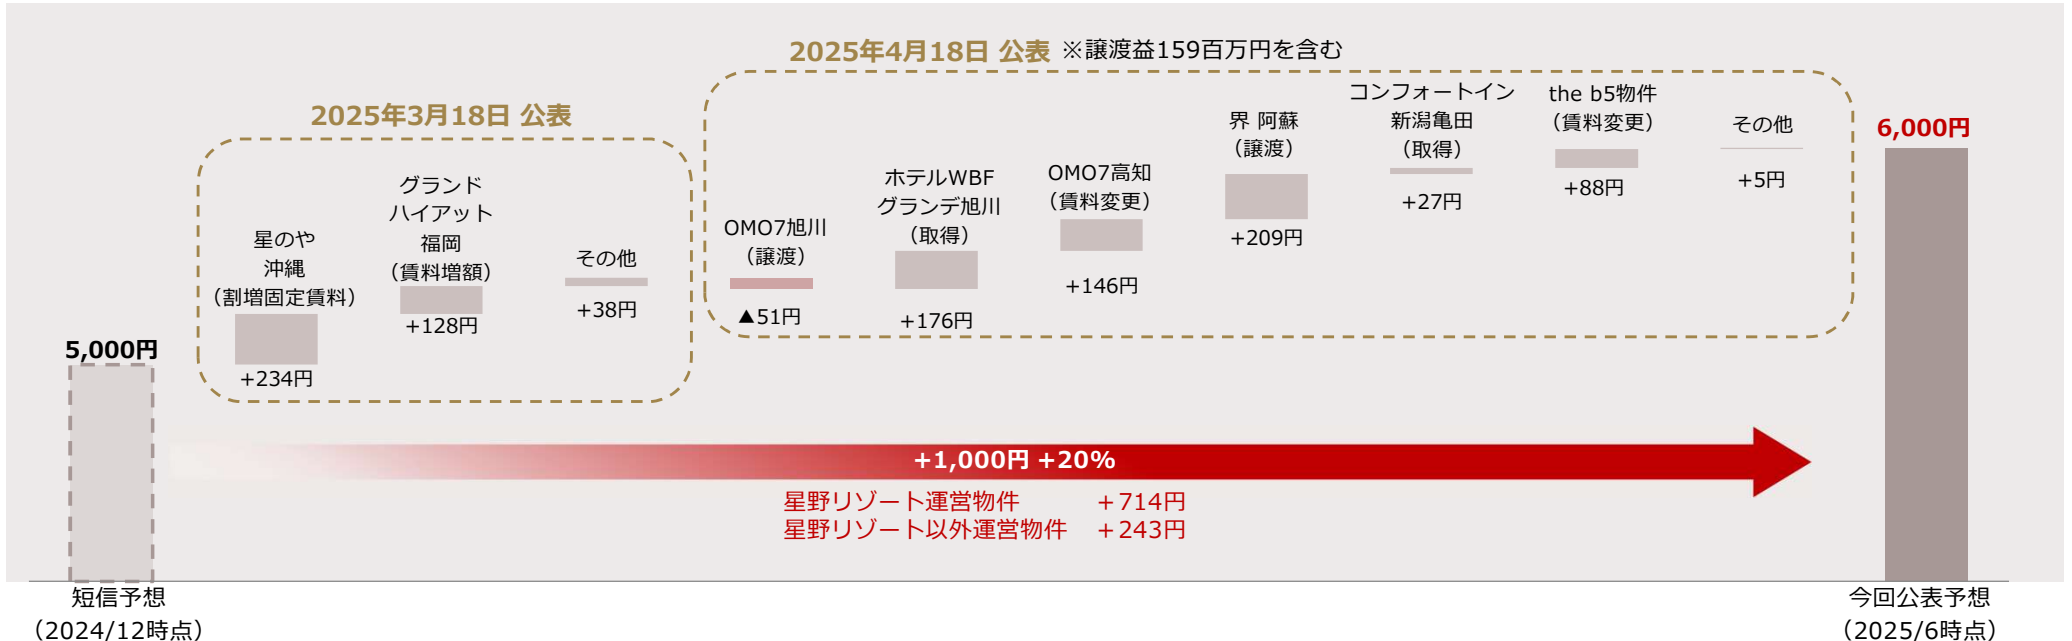 2025年4月18日 公表 ※譲渡益159百万円を含む
2025年3月18日 公表
5,000円
星のや
沖縄
（割増固定賃料）
+234円
グランド
ハイアット
福岡
（賃料増額）
+128円
その他
+38円
OMO7旭川
（譲渡）
▲51円
ホテルWBF
グランデ旭川
（取得）
+176円
OMO7高知
（賃料変更）
+146円
界 阿蘇
（譲渡）
+209円
コンフォートイン
新潟亀田
（取得）
+27円
the b5物件
（賃料変更）
+88円
その他
+5円
6,000円
+1,000円 +20%
星野リゾート運営物件 +714円
星野リゾート以外運営物件 +243円
短信予想
（2024/12時点）
今回公表予想
（2025/6時点）